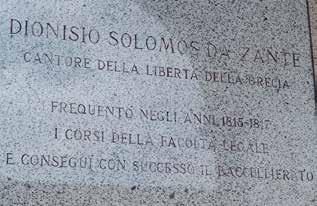 DIONISIO SOLOMOS DA ZANTE
CANTORE DELLA LIBERTÀ DELLA GRECIA
FREQUENTÒ NEGLI ANNI 1815-1817
I CORSI DELLA FACOLTÀ LEGALE
E CONSEGUÌ CON SUCCESSO IL BACCELLIERATO